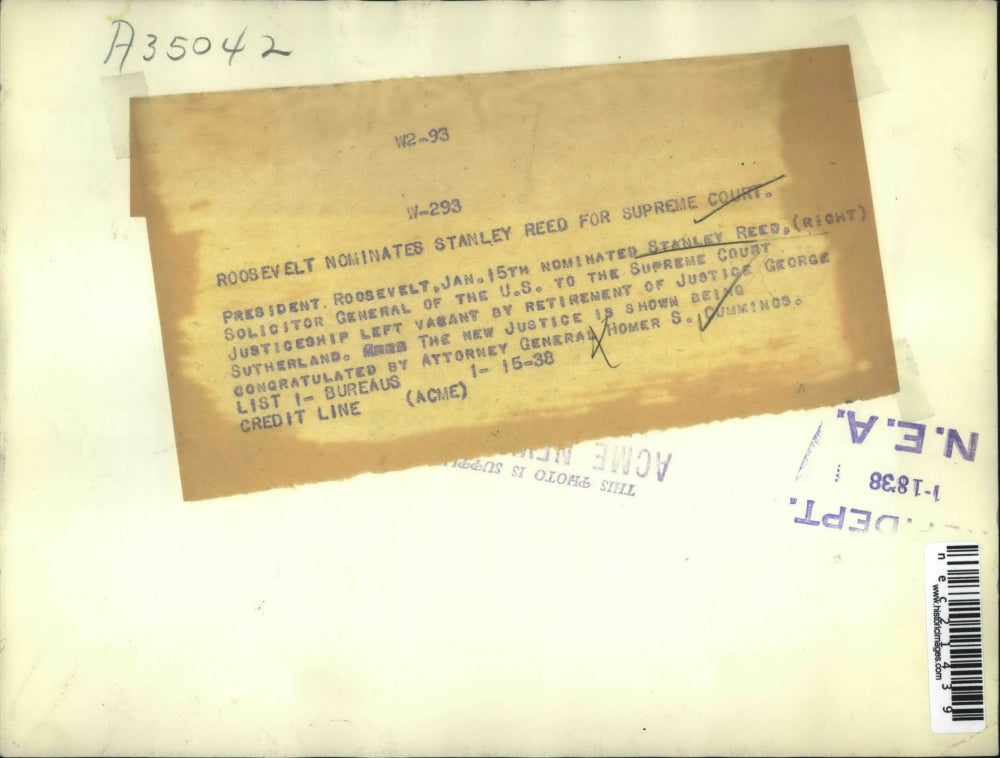 A35042
W2-93
W-293
ROOSEVELT NOMINATES STANLEY REED FOR SUPREME COURT.
PRESIDENT. ROOSEVELT, JAN. 15TH NOMINATED STANLEY REED, (RIGHT)
SOLICITOR GENERAL OF THE U.S. TO THE SUPREME COURT
JUSTICESHIP LEFT VACANT BY RETIREMENT OF JUSTICE GEORGE
SUTHERLAND. THE NEW JUSTICE IS SHOWN BEING
CONGRATULATED BY ATTORNEY GENERAL HOMER S. CUMMINGS.
LIST 1- BUREAUS 1- 15-38
CREDIT LINE (ACME)
THIS PHOTO IS
ACME
DEPT.
1-18'38
N.E.A.
nec21439
www.historicimages.com